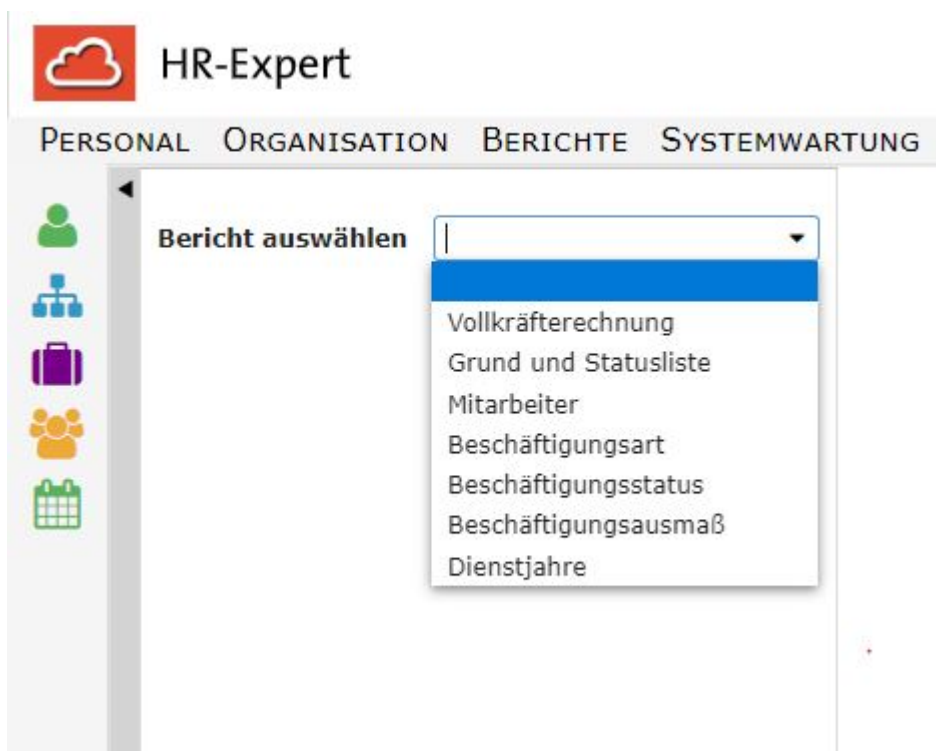 HR-Expert
PERSONAL ORGANISATION BERICHTE SYSTEMWARTUNG
Bericht auswählen
Vollkräfterechnung
Grund und Statusliste
Mitarbeiter
Beschäftigungsart
Beschäftigungsstatus
Beschäftigungsausmaß
Dienstjahre